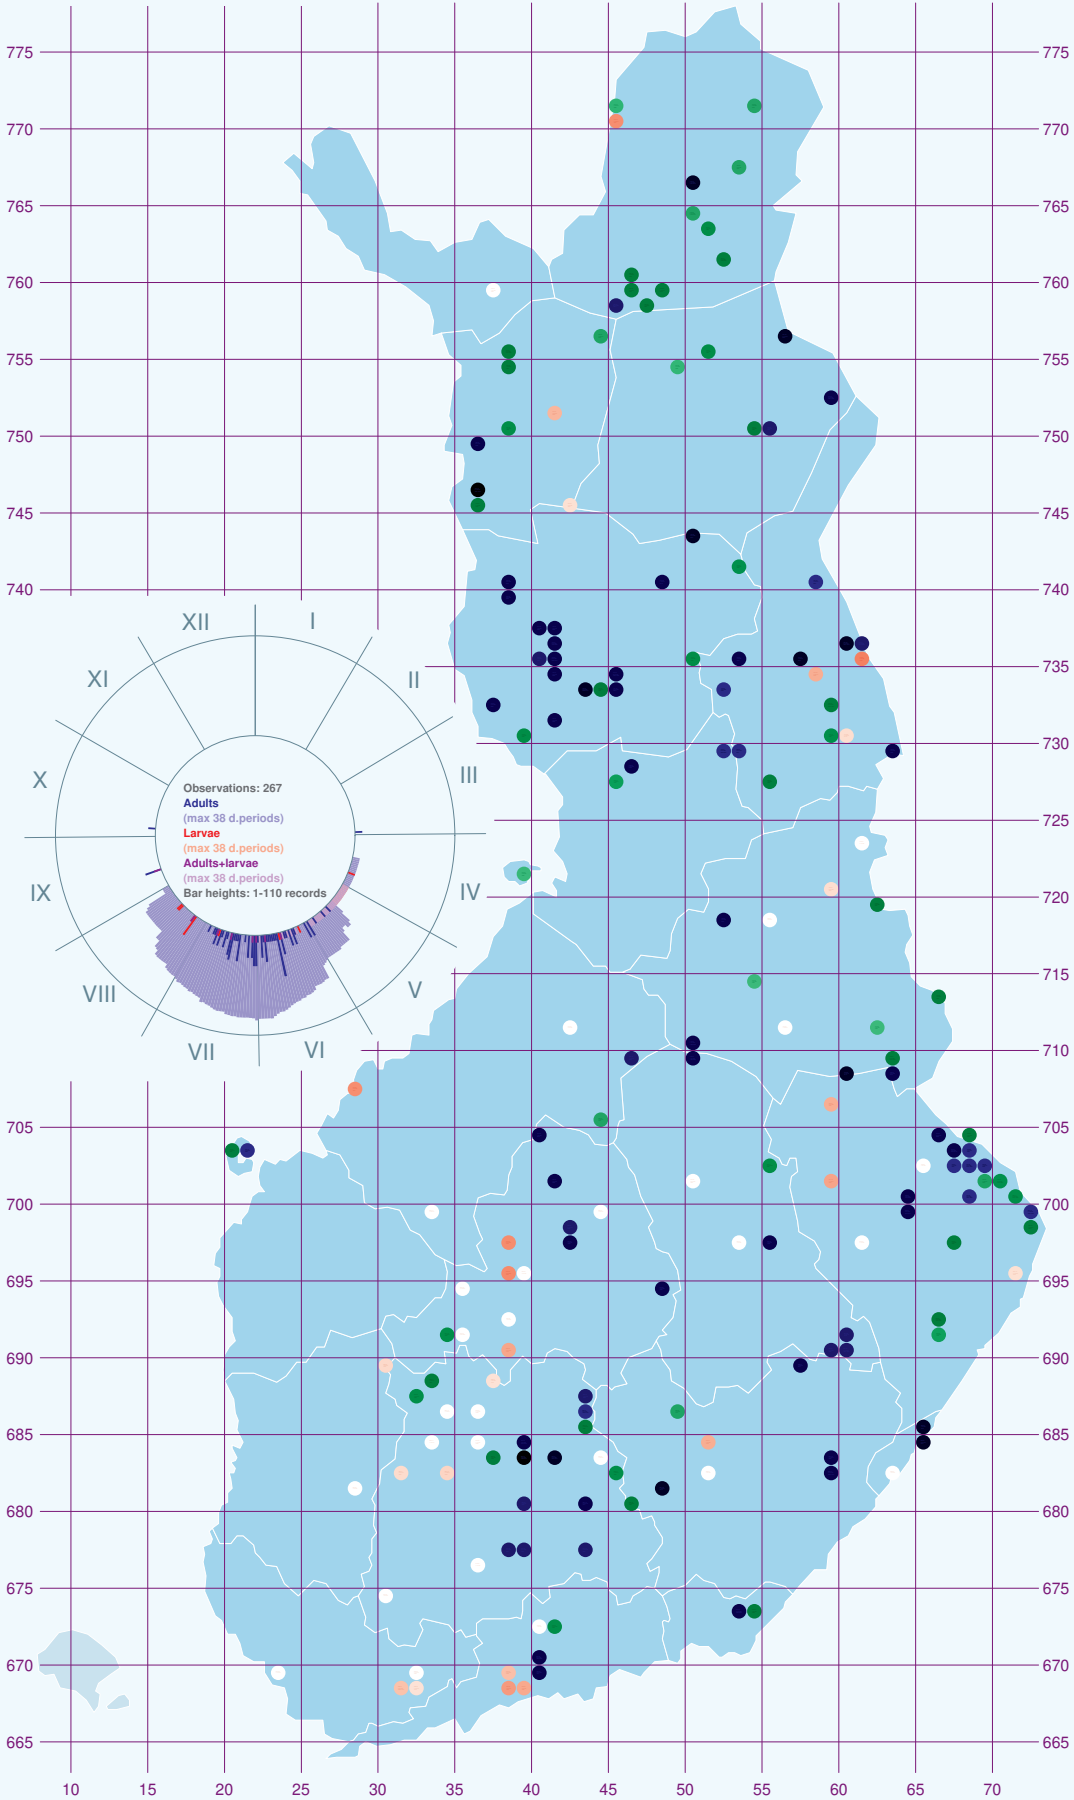 775 775
770 770
765 765
760 760
755 755
750 750
745 745
740 740
XII I
XI II
735
X III
730
Observations: 267
Adults
(max 38 d.periods)
Larvae
(max 38 d.periods)
Adults+larvae
(max 38 d.periods)
Bar heights: 1-110 records
725
IX IV
720
VIII V
715
VII VI
710
705 705
700 700
695 695
690 690
685 685
680 680
675 675
670 670
665 665
10 15 20 25 30 35 40 45 50 55 60 65 70